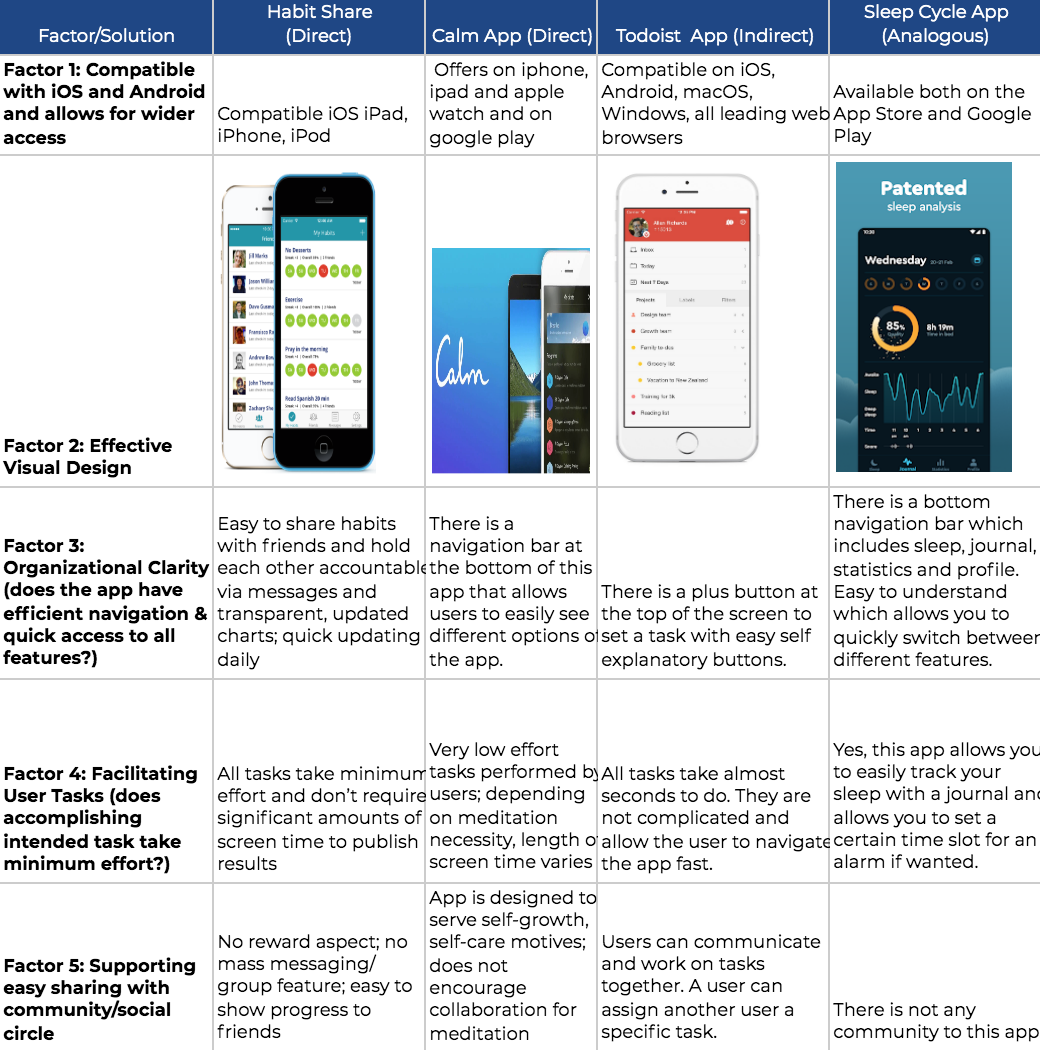 Factor/Solution
Habit Share
(Direct)
Calm App (Direct)
Todoist App (Indirect)
Sleep Cycle App
(Analogous)
Factor 1: Compatible
with iOS and Android
and allows for wider
access
Compatible iOS iPad,
iPhone, iPod
Offers on iphone,
ipad and apple
watch and on
google play
Compatible on iOS,
Android, macOS,
Windows, all leading web
browsers
Available both on the
App Store and Google
Play
Factor 2: Effective
Visual Design
My Habits
No Desserts
Exercise
Pray in the morning
Read Spanish 20 min
Jill Marks
Calm
Allan Richards
Inbox
Today
Next 7 Days
Projects
Labels
Filters
Design team
Growth team
Family to-dos
Grocery list
Vacation to New Zealand
Training for 5k
Reading list
Patented
sleep analysis
Wednesday
85%
8h 19m
Awake
Sleep
Deep
sleep
Time
Snore
Journal
Factor 3:
Organizational Clarity
(does the app have
efficient navigation &
quick access to all
features?)
Easy to share habits
with friends and hold
each other accountable
via messages and
transparent, updated
charts; quick updating
daily
There is a
navigation bar at
the bottom of this
app that allows
users to easily see
different options of
the app.
There is a plus button at
the top of the screen to
set a task with easy self
explanatory buttons.
There is a bottom
navigation bar which
includes sleep, journal,
statistics and profile.
Easy to understand
which allows you to
quickly switch between
different features.
Factor 4: Facilitating
User Tasks (does
accomplishing
intended task take
minimum effort?)
All tasks take minimum
effort and don't require
significant amounts of
screen time to publish
results
Very low effort
tasks performed by
users; depending
on meditation
necessity, length of
screen time varies
All tasks take almost
seconds to do. They are
not complicated and
allow the user to navigate
the app fast.
Yes, this app allows you
to easily track your
sleep with a journal and
allows you to set a
certain time slot for an
alarm if wanted.
Factor 5: Supporting
easy sharing with
community/social
circle
No reward aspect; no
mass messaging/
group feature; easy to
show progress to
friends
App is designed to
serve self-growth,
self-care motives;
does not
encourage
collaboration for
meditation
Users can communicate
and work on tasks
together. A user can
assign another user a
specific task.
There is not any
community to this app